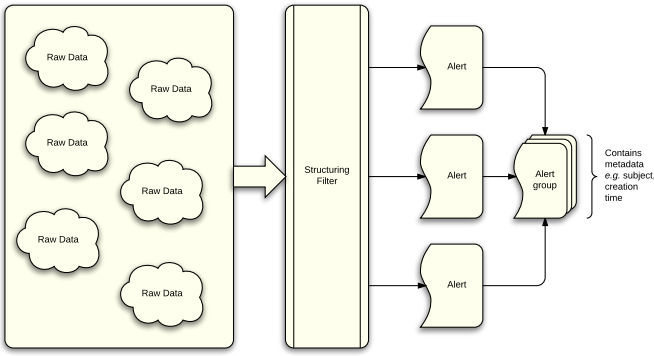 Raw Data
Raw Data
Raw Data
Raw Data
Raw Data
Raw Data
Structuring
Filter
Alert
Alert
Alert
Alert
group
Contains
metadata
e.g. subject,
creation
time